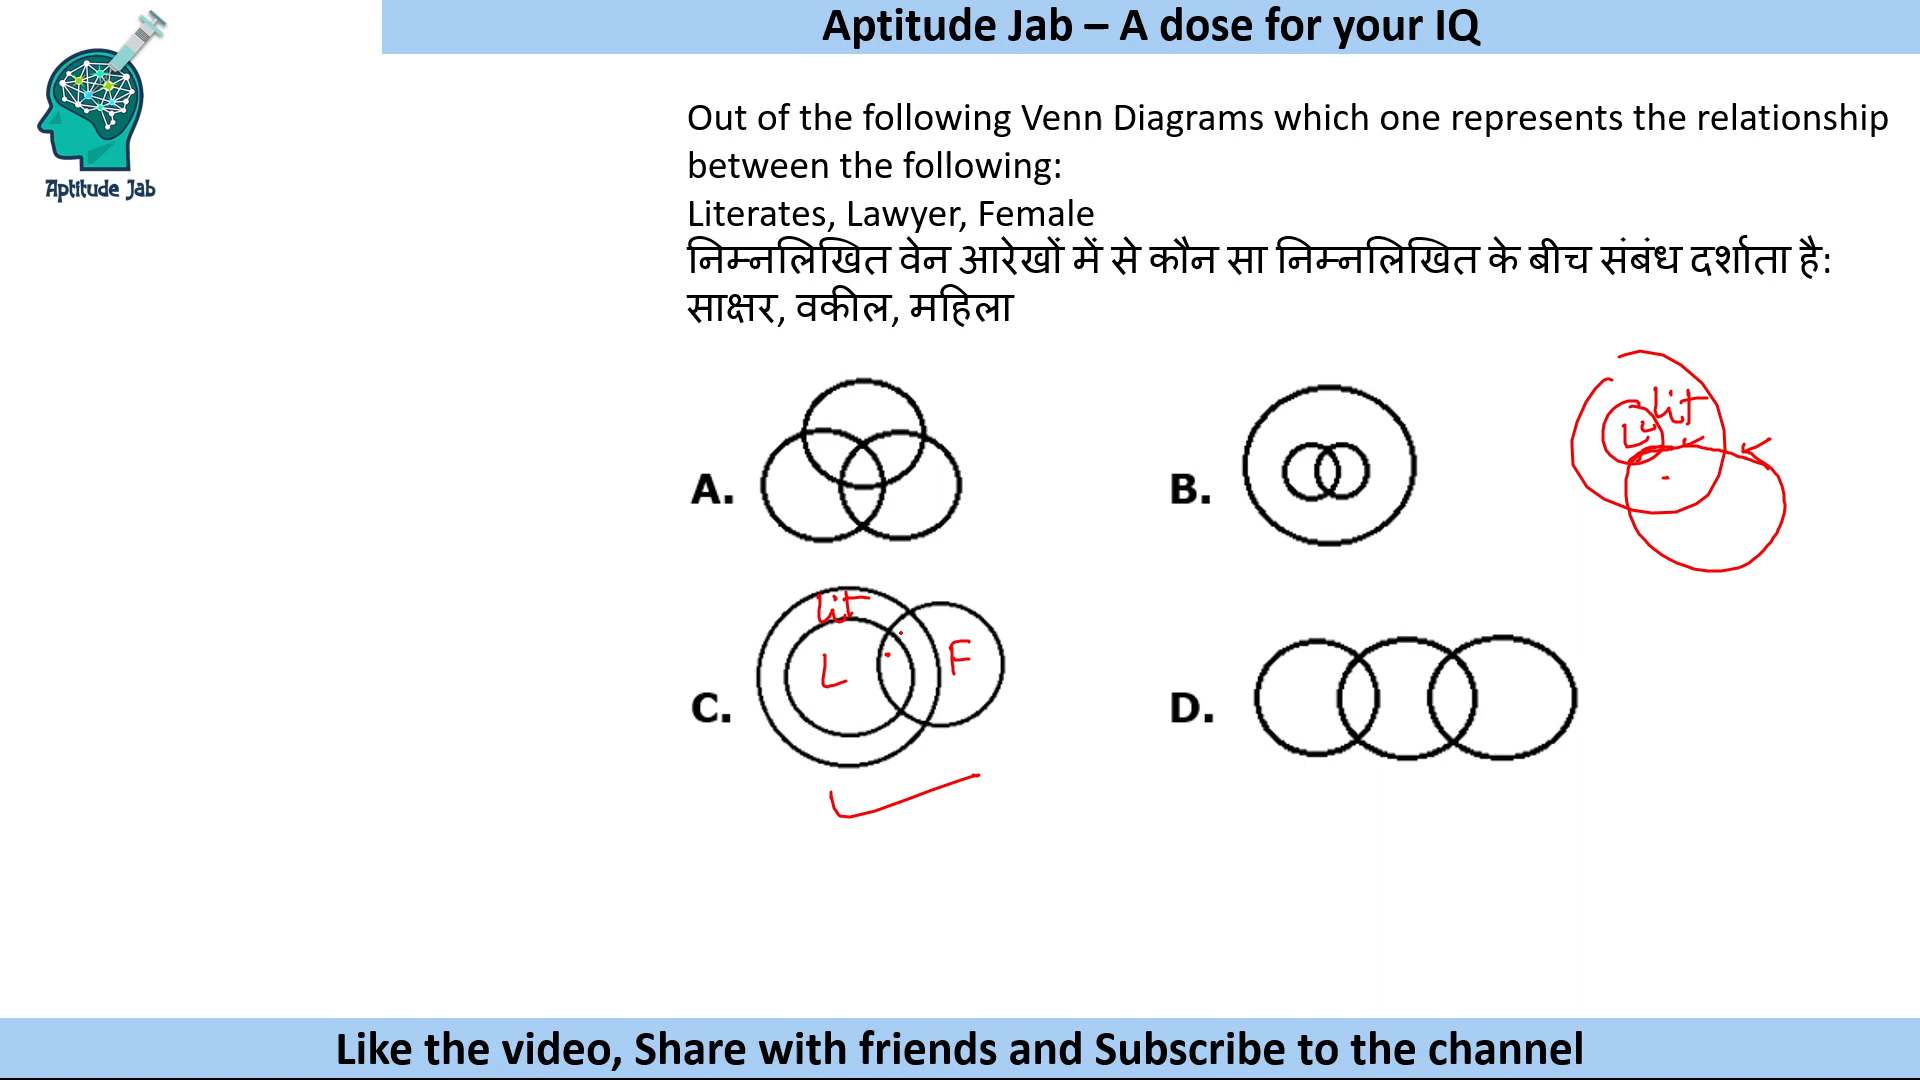 Aptitude Jab – A dose for your IQ
Aptitude Jab
Out of the following Venn Diagrams which one represents the relationship
between the following:
Literates, Lawyer, Female
निम्नलिखित वेन आरेखों में से कौन सा निम्नलिखित के बीच संबंध दर्शाता है:
साक्षर, वकील, महिला
A.
B.
lit
L
C.
lit
L
F
D.
Like the video, Share with friends and Subscribe to the channel